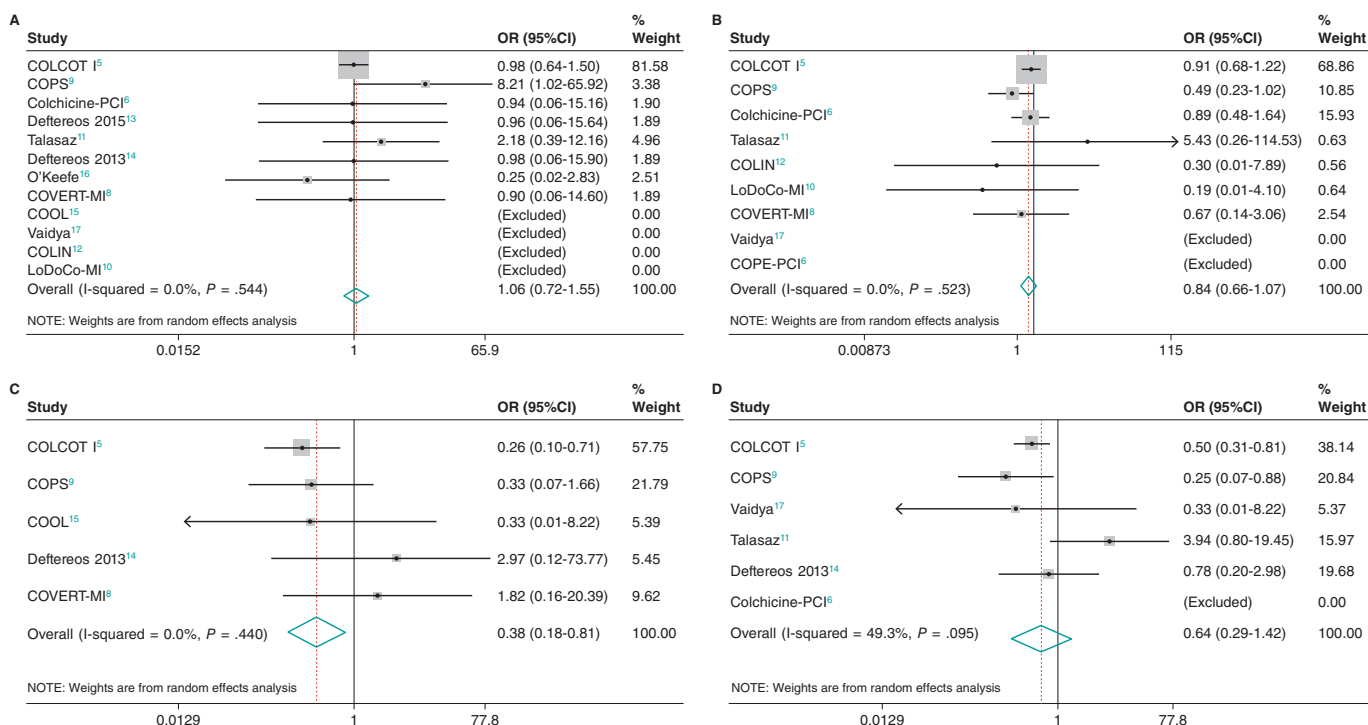 A
Study OR (95%CI) % Weight
COLCOT I5 0.98 (0.64-1.50) 81.58
COPS9 8.21 (1.02-65.92) 3.38
Colchicine-PCI6 0.94 (0.06-15.16) 1.90
Deftereos 201513 0.96 (0.06-15.64) 1.89
Talasaz11 2.18 (0.39-12.16) 4.96
Deftereos 201314 0.98 (0.06-15.90) 1.89
O'Keefe16 0.25 (0.02-2.83) 2.51
COVERT-MI8 0.90 (0.06-14.60) 1.89
COOL15 (Excluded) 0.00
Vaidya17 (Excluded) 0.00
COLIN12 (Excluded) 0.00
LoDoCo-MI10 (Excluded) 0.00
Overall (I-squared = 0.0%, P = .544) 1.06 (0.72-1.55) 100.00
NOTE: Weights are from random effects analysis
0.0152 1 65.9
B
Study OR (95%CI) % Weight
COLCOT I5 0.91 (0.68-1.22) 68.86
COPS9 0.49 (0.23-1.02) 10.85
Colchicine-PCI6 0.89 (0.48-1.64) 15.93
Talasaz11 5.43 (0.26-114.53) 0.63
COLIN12 0.30 (0.01-7.89) 0.56
LoDoCo-MI10 0.19 (0.01-4.10) 0.64
COVERT-MI8 0.67 (0.14-3.06) 2.54
Vaidya17 (Excluded) 0.00
COPE-PCI6 (Excluded) 0.00
Overall (I-squared = 0.0%, P = .523) 0.84 (0.66-1.07) 100.00
NOTE: Weights are from random effects analysis
0.00873 1 115
C
Study OR (95%CI) % Weight
COLCOT I5 0.26 (0.10-0.71) 57.75
COPS9 0.33 (0.07-1.66) 21.79
COOL15 0.33 (0.01-8.22) 5.39
Deftereos 201314 2.97 (0.12-73.77) 5.45
COVERT-MI8 1.82 (0.16-20.39) 9.62
Overall (I-squared = 0.0%, P = .440) 0.38 (0.18-0.81) 100.00
NOTE: Weights are from random effects analysis
0.0129 1 77.8
D
Study OR (95%CI) % Weight
COLCOT I5 0.50 (0.31-0.81) 38.14
COPS9 0.25 (0.07-0.88) 20.84
Vaidya17 0.33 (0.01-8.22) 5.37
Talasaz11 3.94 (0.80-19.45) 15.97
Deftereos 201314 0.78 (0.20-2.98) 19.68
Colchicine-PCI6 (Excluded) 0.00
Overall (I-squared = 49.3%, P = .095) 0.64 (0.29-1.42) 100.00
NOTE: Weights are from random effects analysis
0.0129 1 77.8